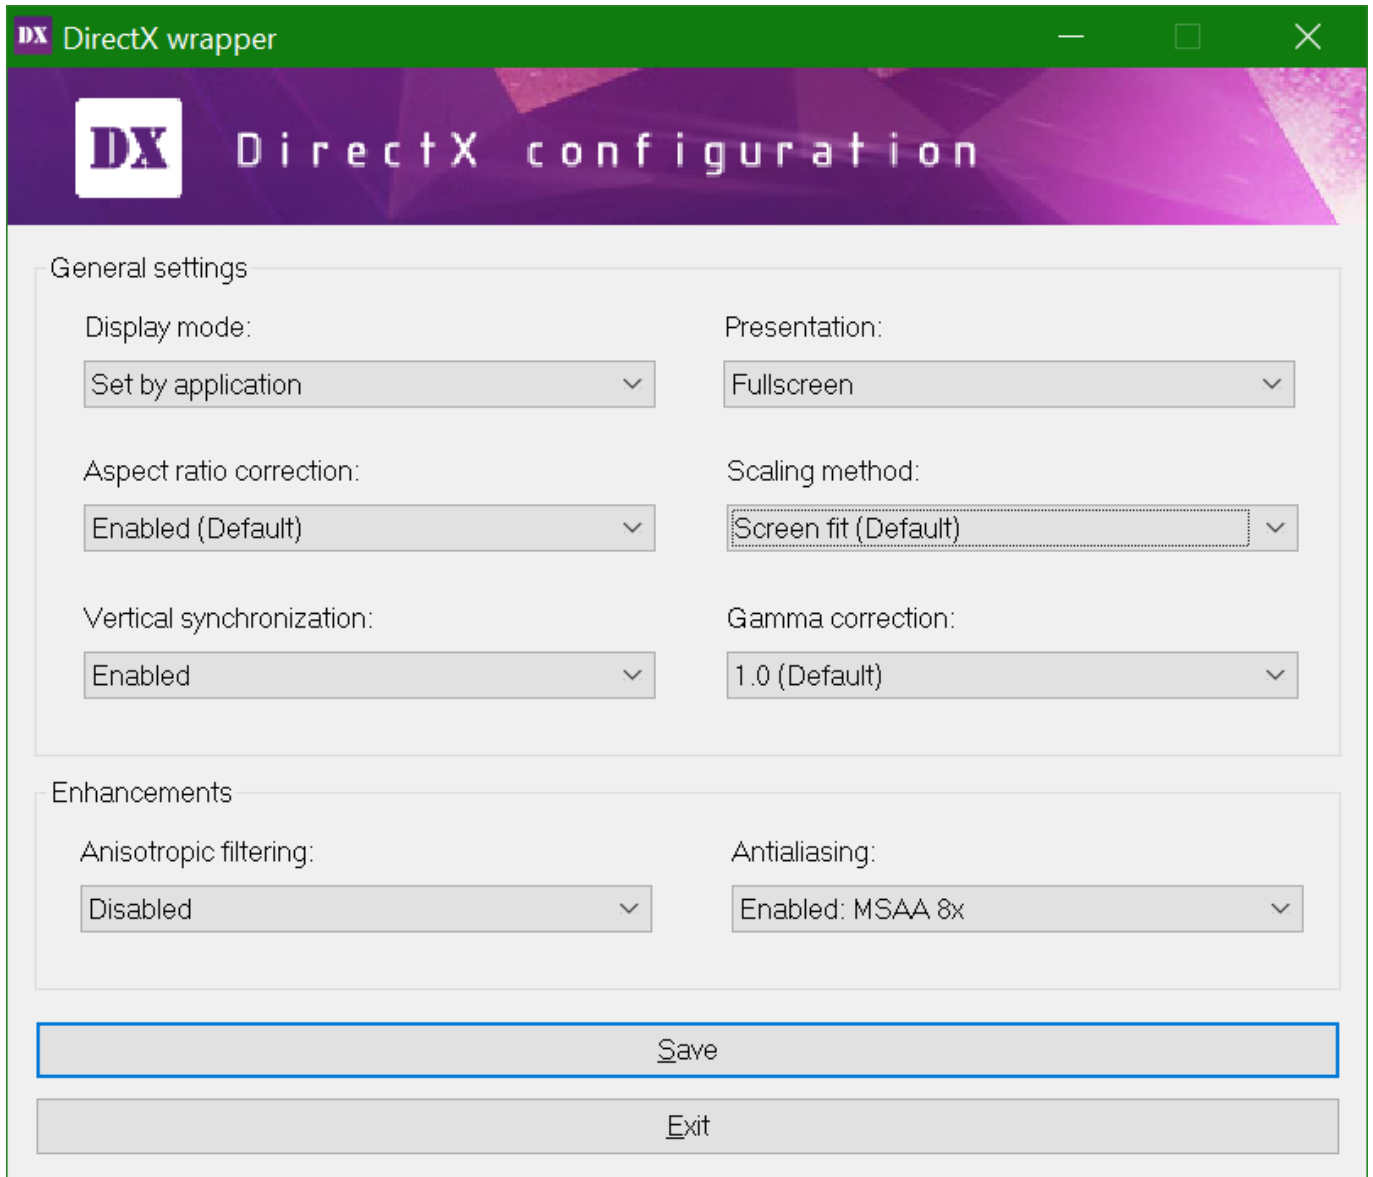 DX DirectX wrapper
DX DirectX configuration
General settings
Display mode: Presentation:
Set by application Fullscreen
Aspect ratio correction: Scaling method:
Enabled (Default) Screen fit (Default)
Vertical synchronization: Gamma correction:
Enabled 1.0 (Default)
Enhancements
Anisotropic filtering: Antialiasing:
Disabled Enabled: MSAA 8x
Save
Exit